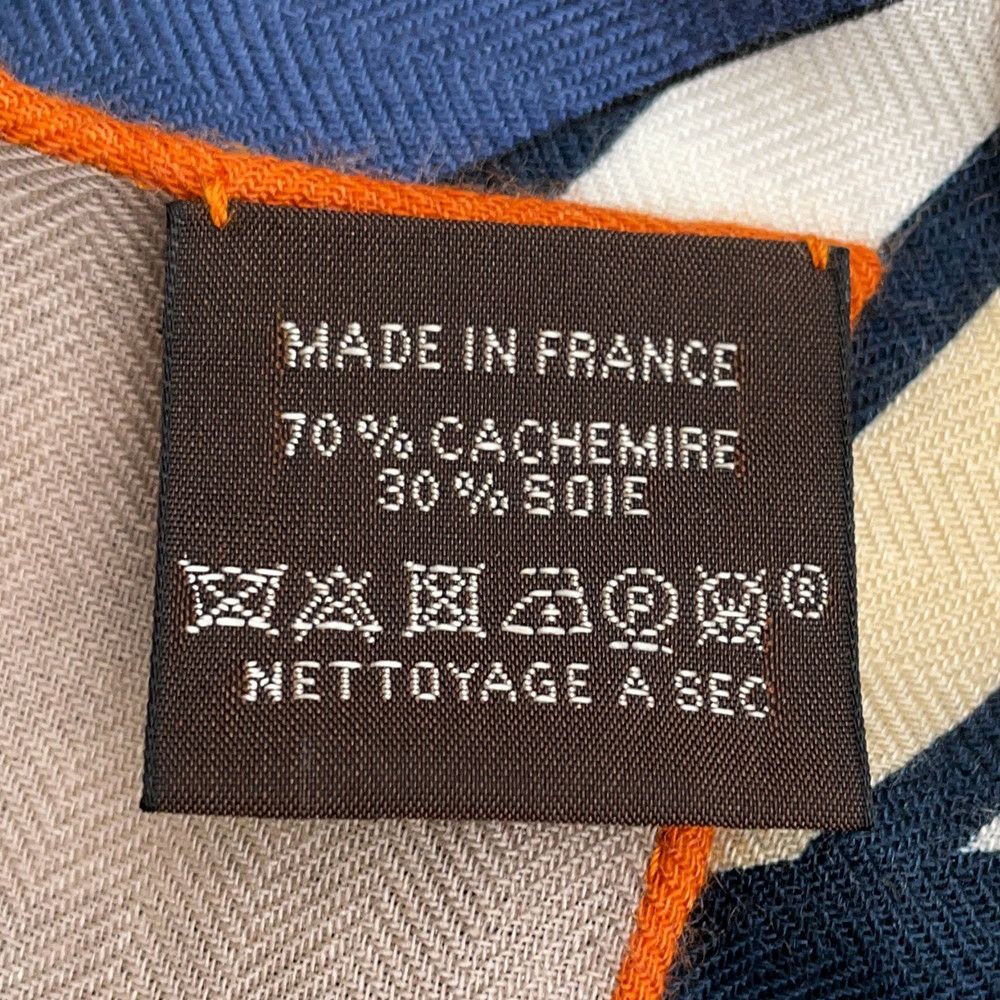 MADE IN FRANCE
70 % CACHEMIRE
30 % SOIE
P ®
NETTOYAGE A SEC